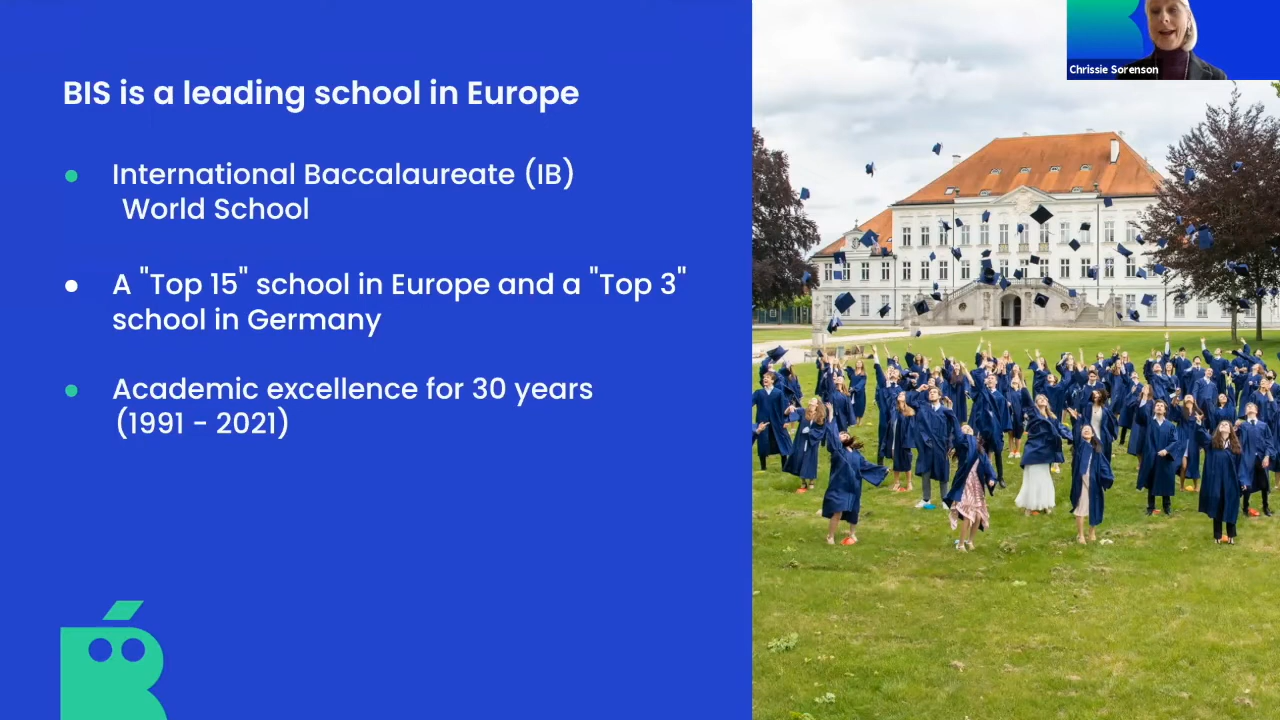 BIS is a leading school in Europe
International Baccalaureate (IB)
World School
A "Top 15" school in Europe and a "Top 3"
school in Germany
Academic excellence for 30 years
(1991 - 2021)
Chrissie Sorenson